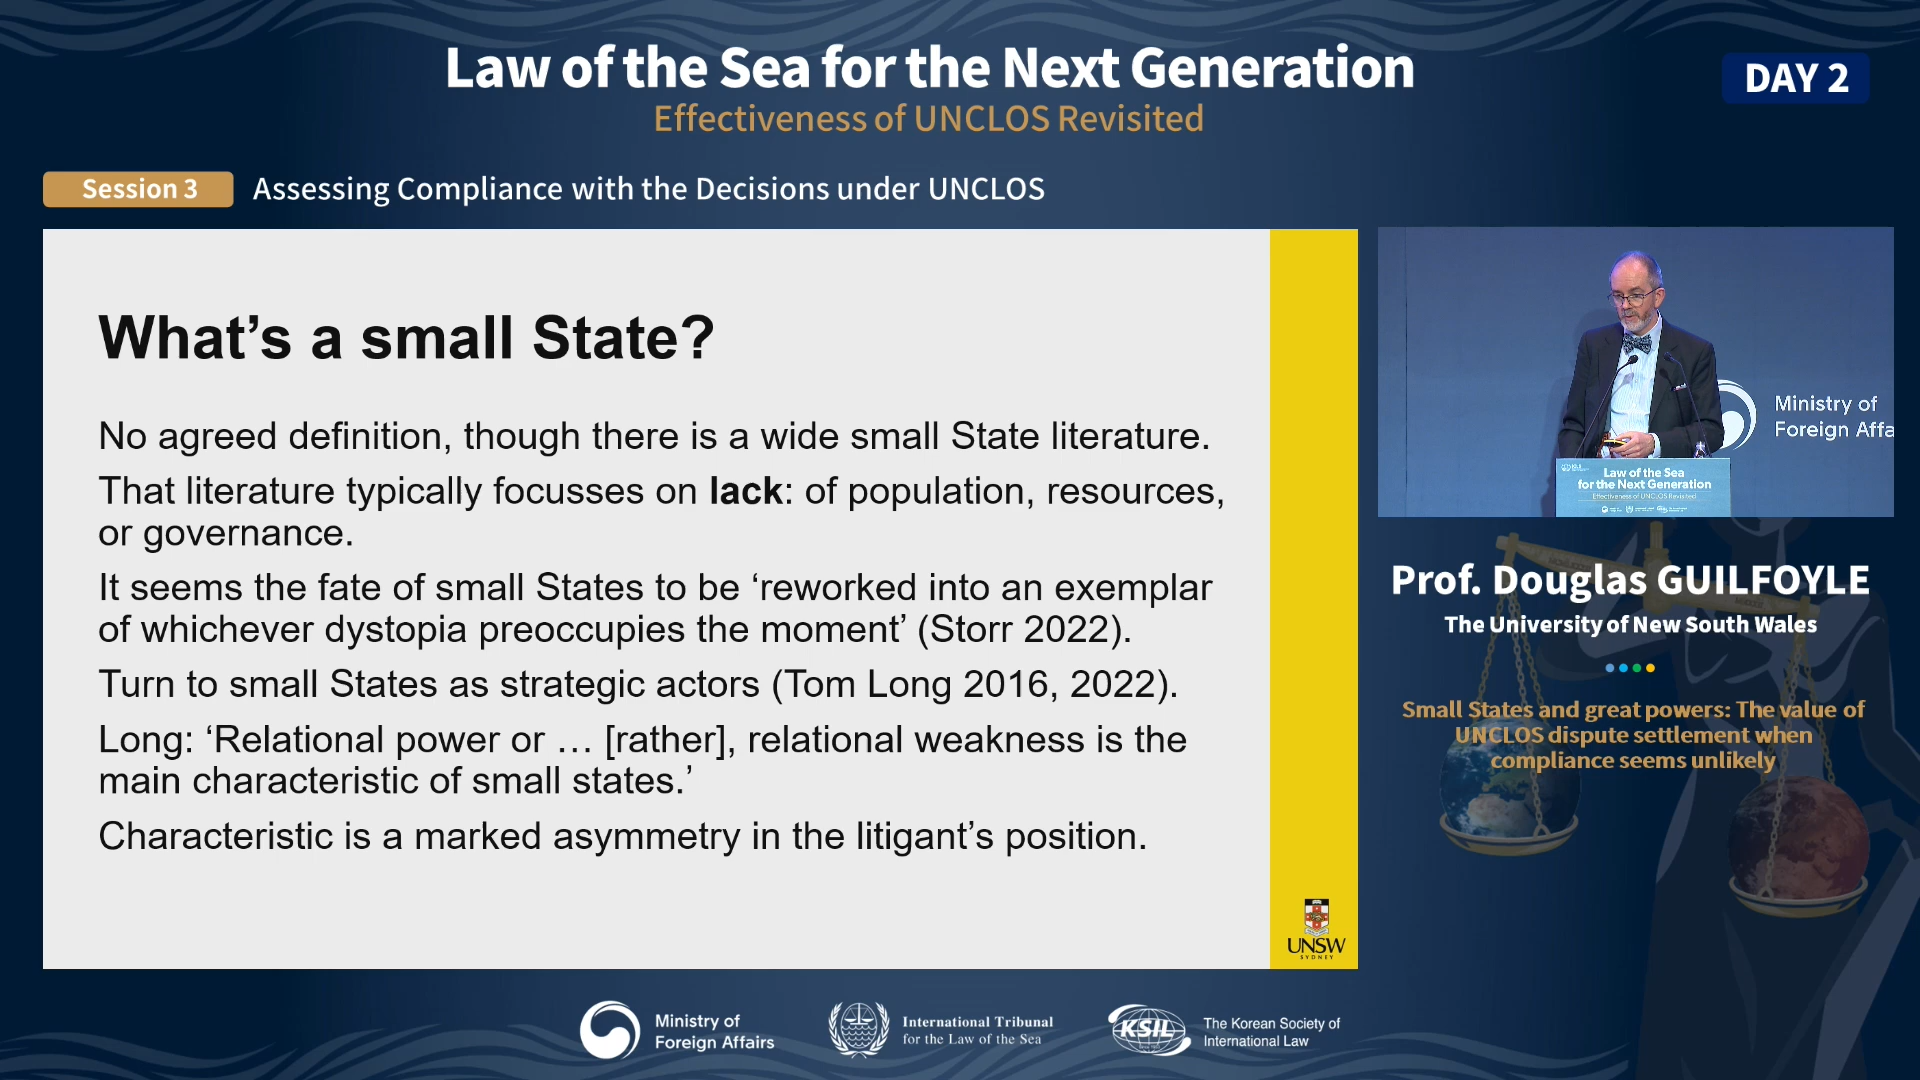 Law of the Sea for the Next Generation
Effectiveness of UNCLOS Revisited
DAY 2
Session 3
Assessing Compliance with the Decisions under UNCLOS
What's a small State?
No agreed definition, though there is a wide small State literature.
That literature typically focusses on lack: of population, resources,
or governance.
It seems the fate of small States to be ‘reworked into an exemplar
of whichever dystopia preoccupies the moment’ (Storr 2022).
Turn to small States as strategic actors (Tom Long 2016, 2022).
Long: ‘Relational power or … [rather], relational weakness is the
main characteristic of small states.’
Characteristic is a marked asymmetry in the litigant’s position.
UNSW
SYDNEY
Ministry of
Foreign Affa
Law of the Sea
for the Next Generation
Effectiveness of UNCLOS Revisited
Prof. Douglas GUILFOYLE
The University of New South Wales
Small States and great powers: The value of
UNCLOS dispute settlement when
compliance seems unlikely
Ministry of
Foreign Affairs
International Tribunal
for the Law of the Sea
KSIL
The Korean Society of
International Law